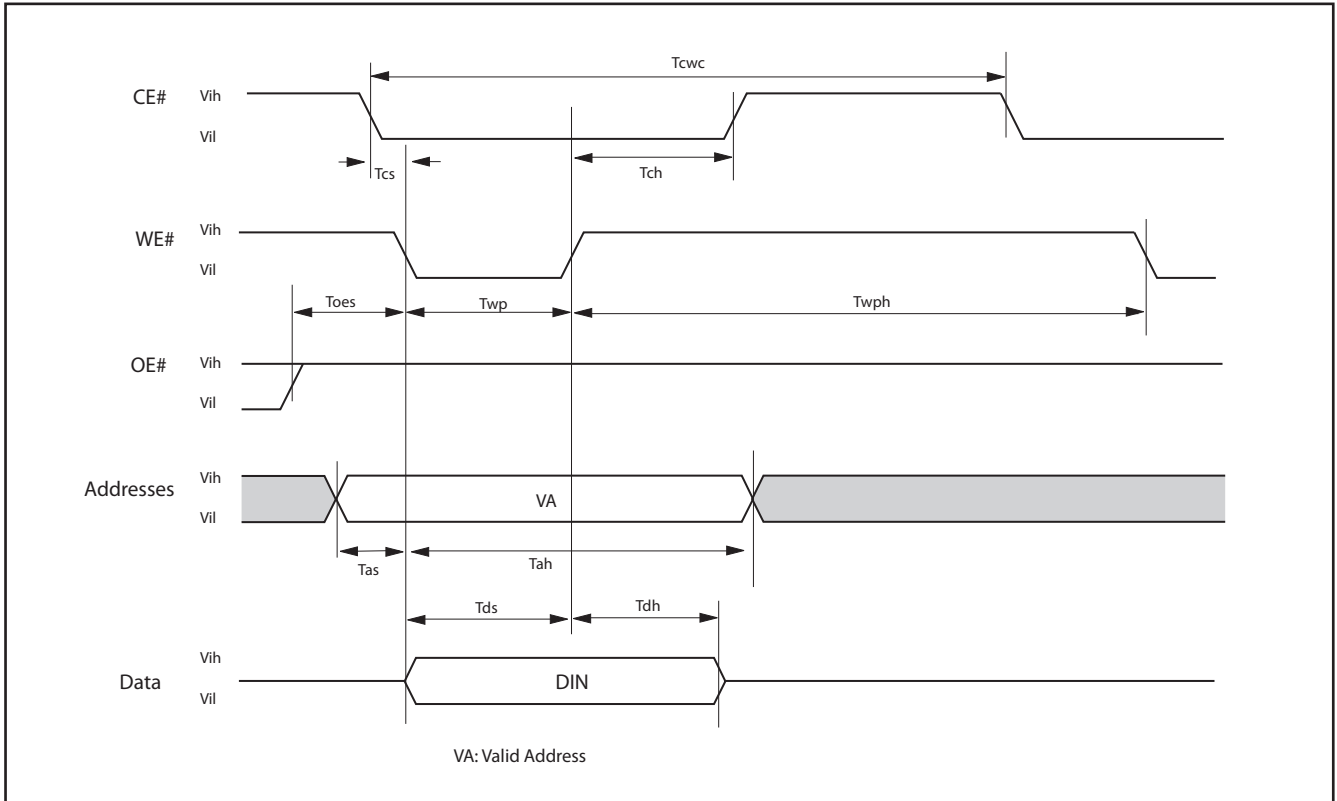 Tcwc
CE#
Vih
Vil
Tcs
Tch
WE#
Vih
Vil
Toes
Twp
Twph
OE#
Vih
Vil
Addresses
Vih
Vil
VA
Tas
Tah
Tds
Tdh
Data
Vih
Vil
DIN
VA: Valid Address